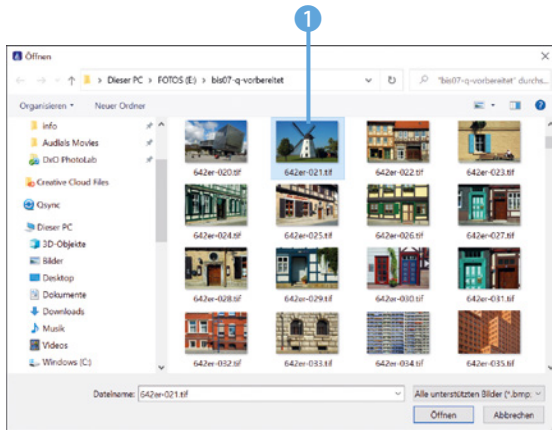 1
Öffnen
Dieser PC > FOTOS (E:) > bis07-q-vorbereitet
"bis07-q-vorbereitet" durchs...
Organisieren
Neuer Ordner
info
Audials Movies
DxO PhotoLab
Creative Cloud Files
Qsync
Dieser PC
3D-Objekte
Bilder
Desktop
Dokumente
Downloads
Musik
Videos
Windows (C:)
642er-020.tif
642er-021.tif
642er-022.tif
642er-023.tif
642er-024.tif
642er-025.tif
642er-026.tif
642er-027.tif
642er-028.tif
642er-029.tif
642er-030.tif
642er-031.tif
642er-032.tif
642er-033.tif
642er-034.tif
642er-035.tif
Dateiname:
642er-021.tif
Alle unterstützten Bilder (*.bmp,
Öffnen
Abbrechen